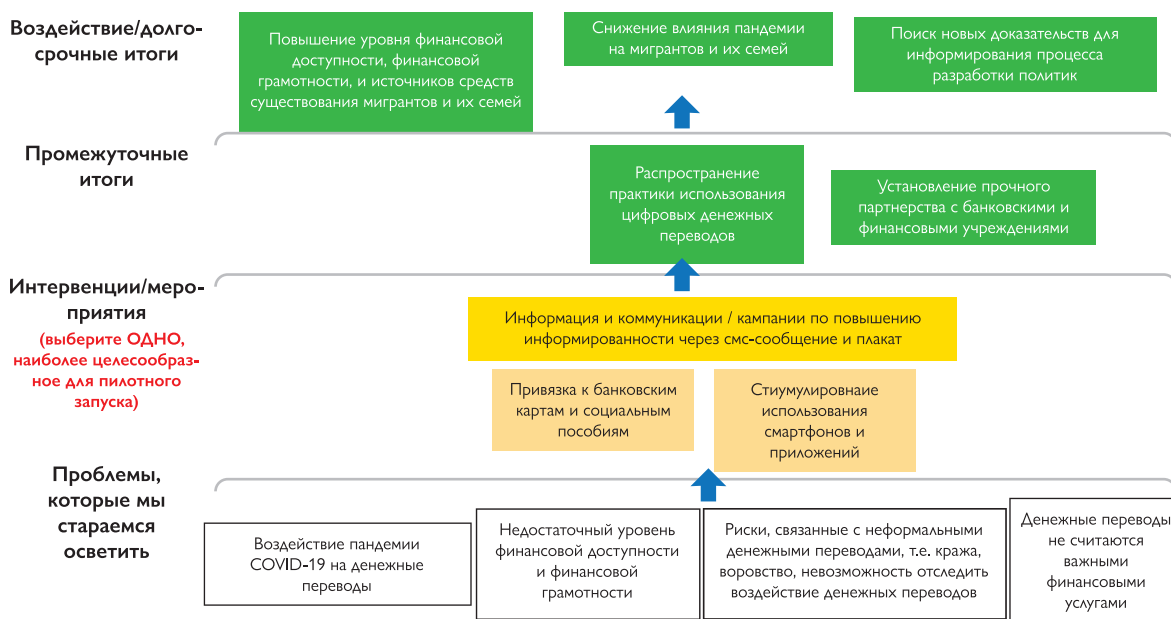 Воздействие/долго-
срочные итоги
Повышение уровня финансовой
доступности, финансовой
грамотности, и источников средств
существования мигрантов и их семей
Снижение влияния пандемии
на мигрантов и их семей
Поиск новых доказательств для
информирования процесса
разработки политик
Промежуточные
итоги
Распространение
практики использования
цифровых денежных
переводов
Установление прочного
партнерства с банковскими и
финансовыми учреждениями
Интервенции/меро-
приятия
(выберите ОДНО,
наиболее целесообраз-
ное для пилотного
запуска)
Информация и коммуникации / кампании по повышению
информированности через смс-сообщение и плакат
Привязка к банковским
картам и социальным
пособиям
Стиумулировнаие
использования
смартфонов и
приложений
Проблемы,
которые мы
стараемся
осветить
Воздействие пандемии
COVID-19 на денежные
переводы
Недостаточный уровень
финансовой доступности
и финансовой
грамотности
Риски, связанные с неформальными
денежными переводами, т.е. кража,
воровство, невозможность отследить
воздействие денежных переводов
Денежные переводы
не считаются
важными
финансовыми
услугами